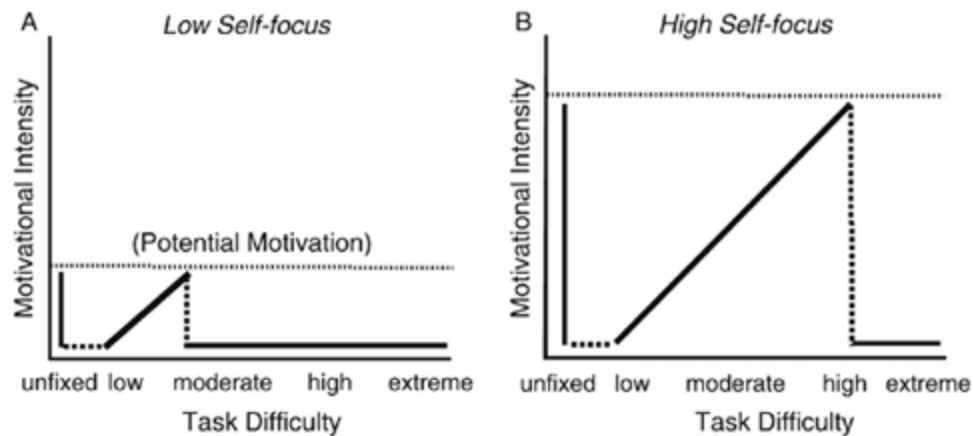 A
Low Self-focus
Motivational Intensity
(Potential Motivation)
unfixed low moderate high extreme
Task Difficulty
B
High Self-focus
Motivational Intensity
unfixed low moderate high extreme
Task Difficulty